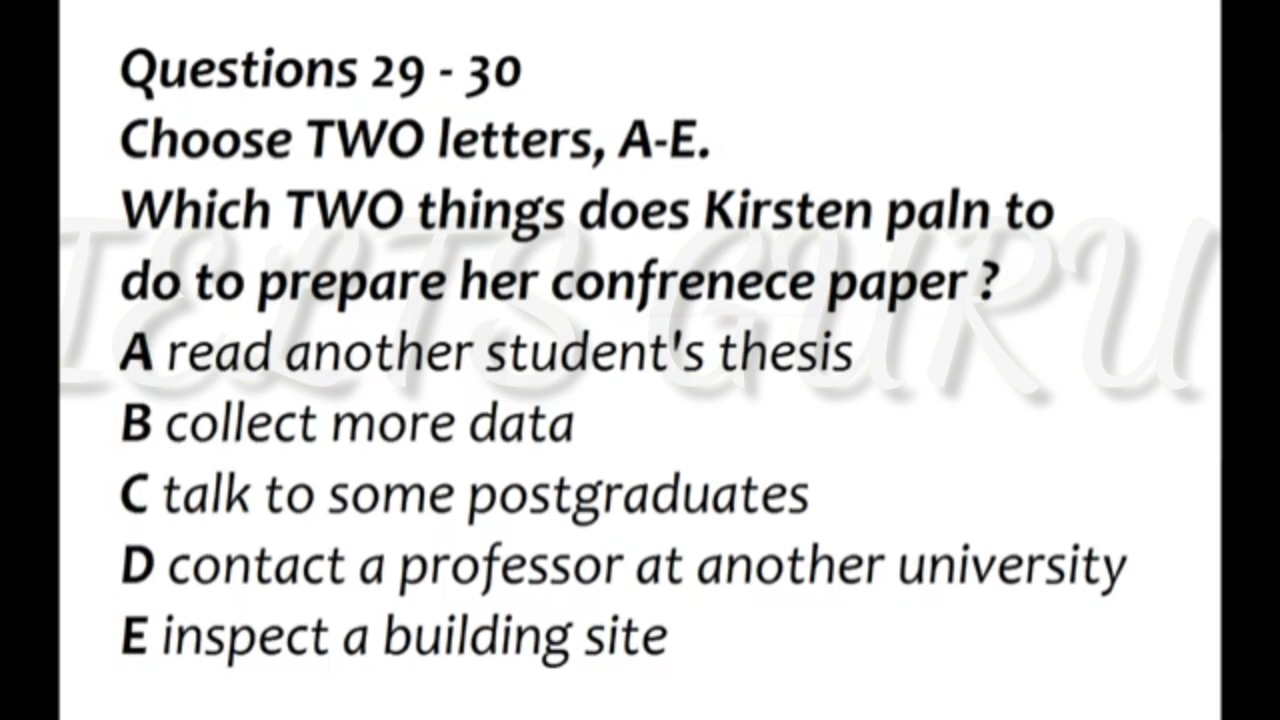 Questions 29 - 30
Choose TWO letters, A-E.
Which TWO things does Kirsten paln to
do to prepare her confrenece paper ?
A read another student's thesis
B collect more data
C talk to some postgraduates
D contact a professor at another university
E inspect a building site
IELTS GURU